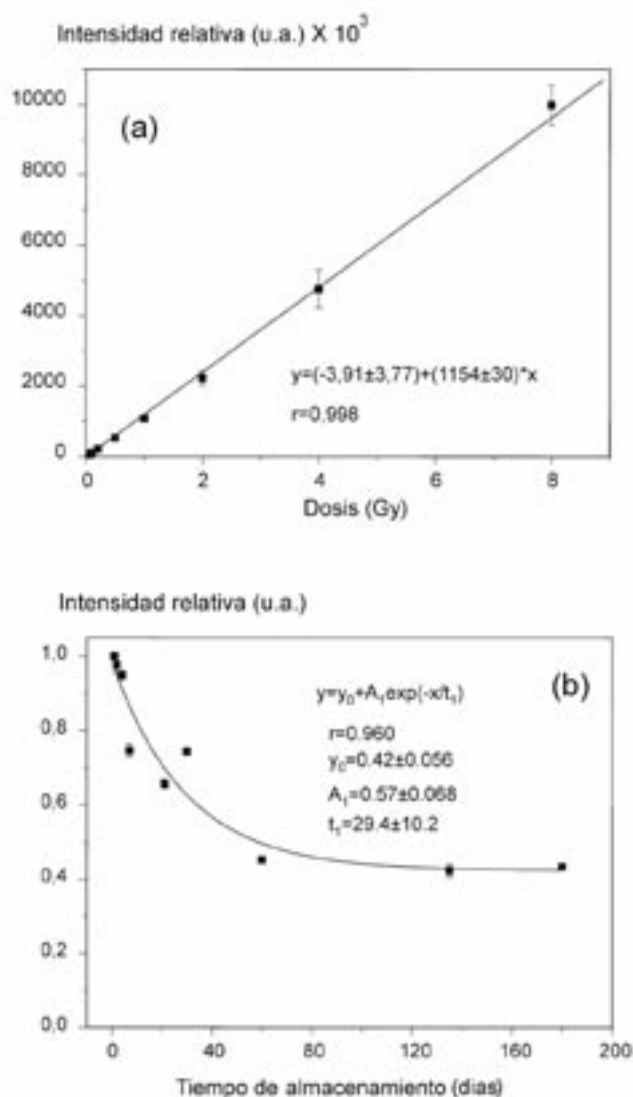 Intensidad relativa (u.a.) X 10³
10000
(a)
8000
6000
4000
y=(-3,91±3,77)+(1154±30)*x
2000
r=0,998
0
0 2 4 6 8
Dosis (Gy)
Intensidad relativa (u.a.)
1,0
y=y₀+A₁exp(-x/t₁)
(b)
r=0.960
0,8
y₀=0.42±0.056
A₁=0.57±0.068
0,6
t₁=29.4±10.2
0,4
0,2
0,0
0 40 80 120 160 200
Tiempo de almacenamiento (dias)